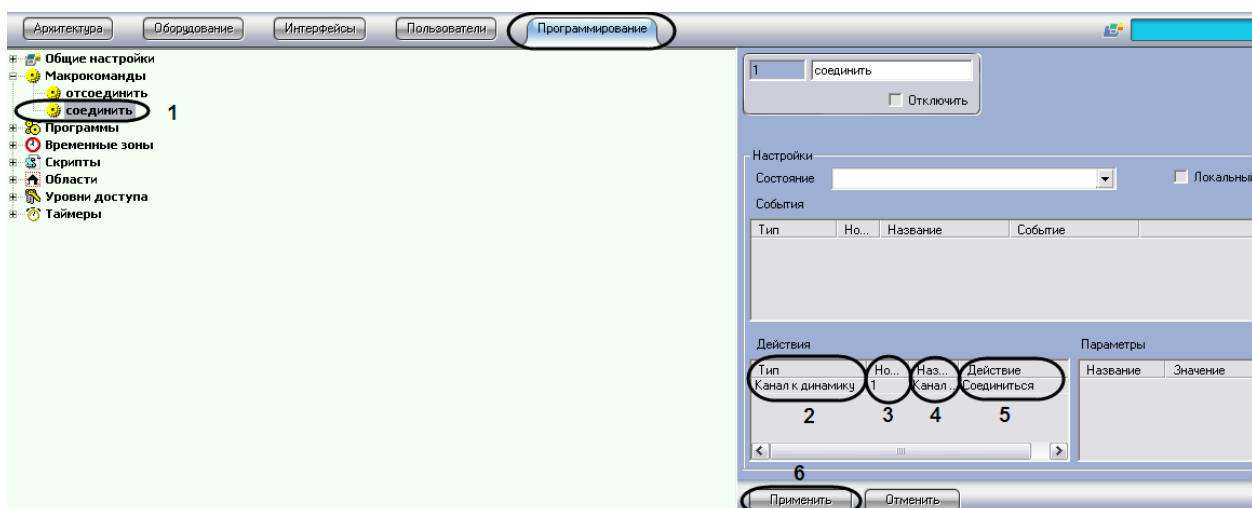 Архитектура Оборудование Интерфейсы Пользователи Программирование
Общие настройки
Макрокоманды
отсоединить
соединить 1
Программы
Временные зоны
Скрипты
Области
Уровни доступа
Таймеры
1 соединить
Отключить
Настройки
Состояние Локальный
События
Тип Но... Название Событие
Действия Параметры
Тип Но... Наз... Действие Название Значение
Канал к динамику 1 Канал ... Соединиться
2 3 4 5
6
Применить Отменить